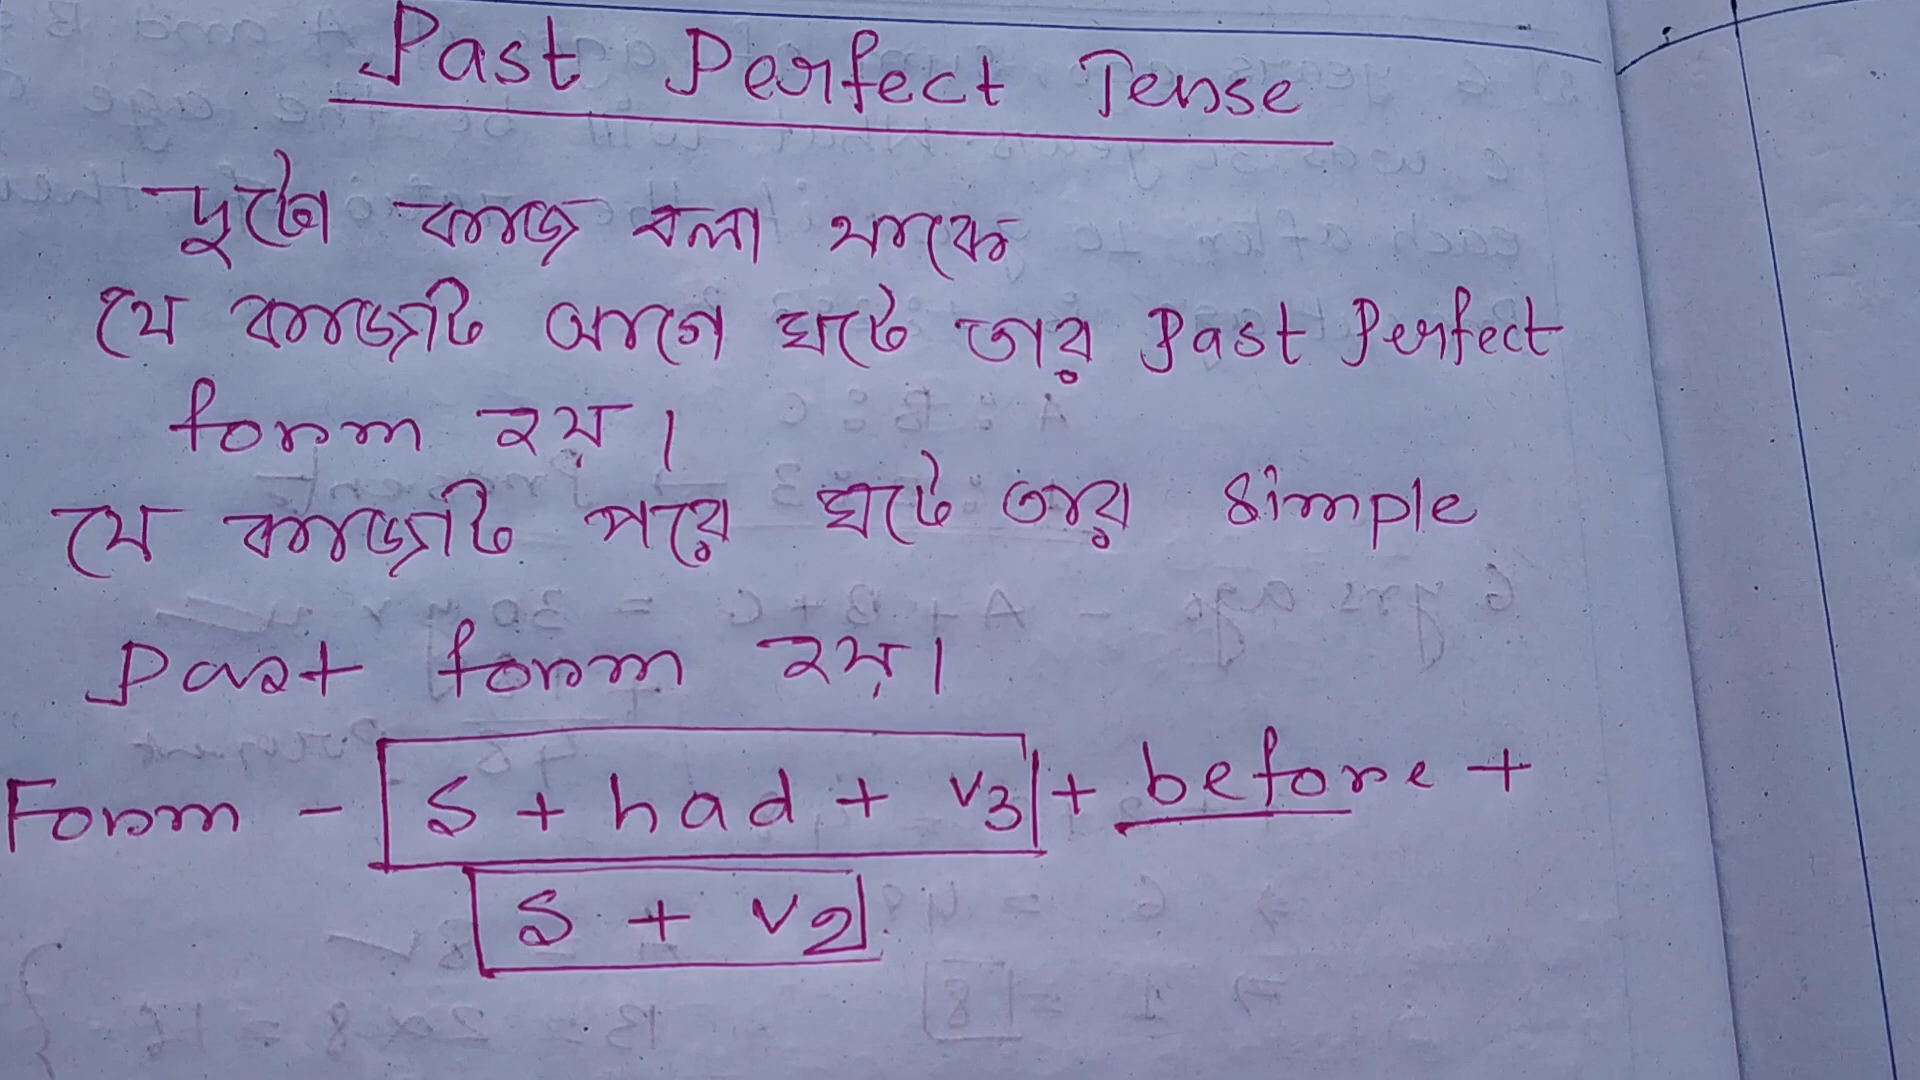 Past Perfect Tense
দুটো কাজ বলা থাকে
যে কাজটি আগে ঘটে তার Past Perfect
form হয়।
যে কাজটি পরে ঘটে তার simple
past form হয়।
Form - S + had + V3 + before +
S + V2